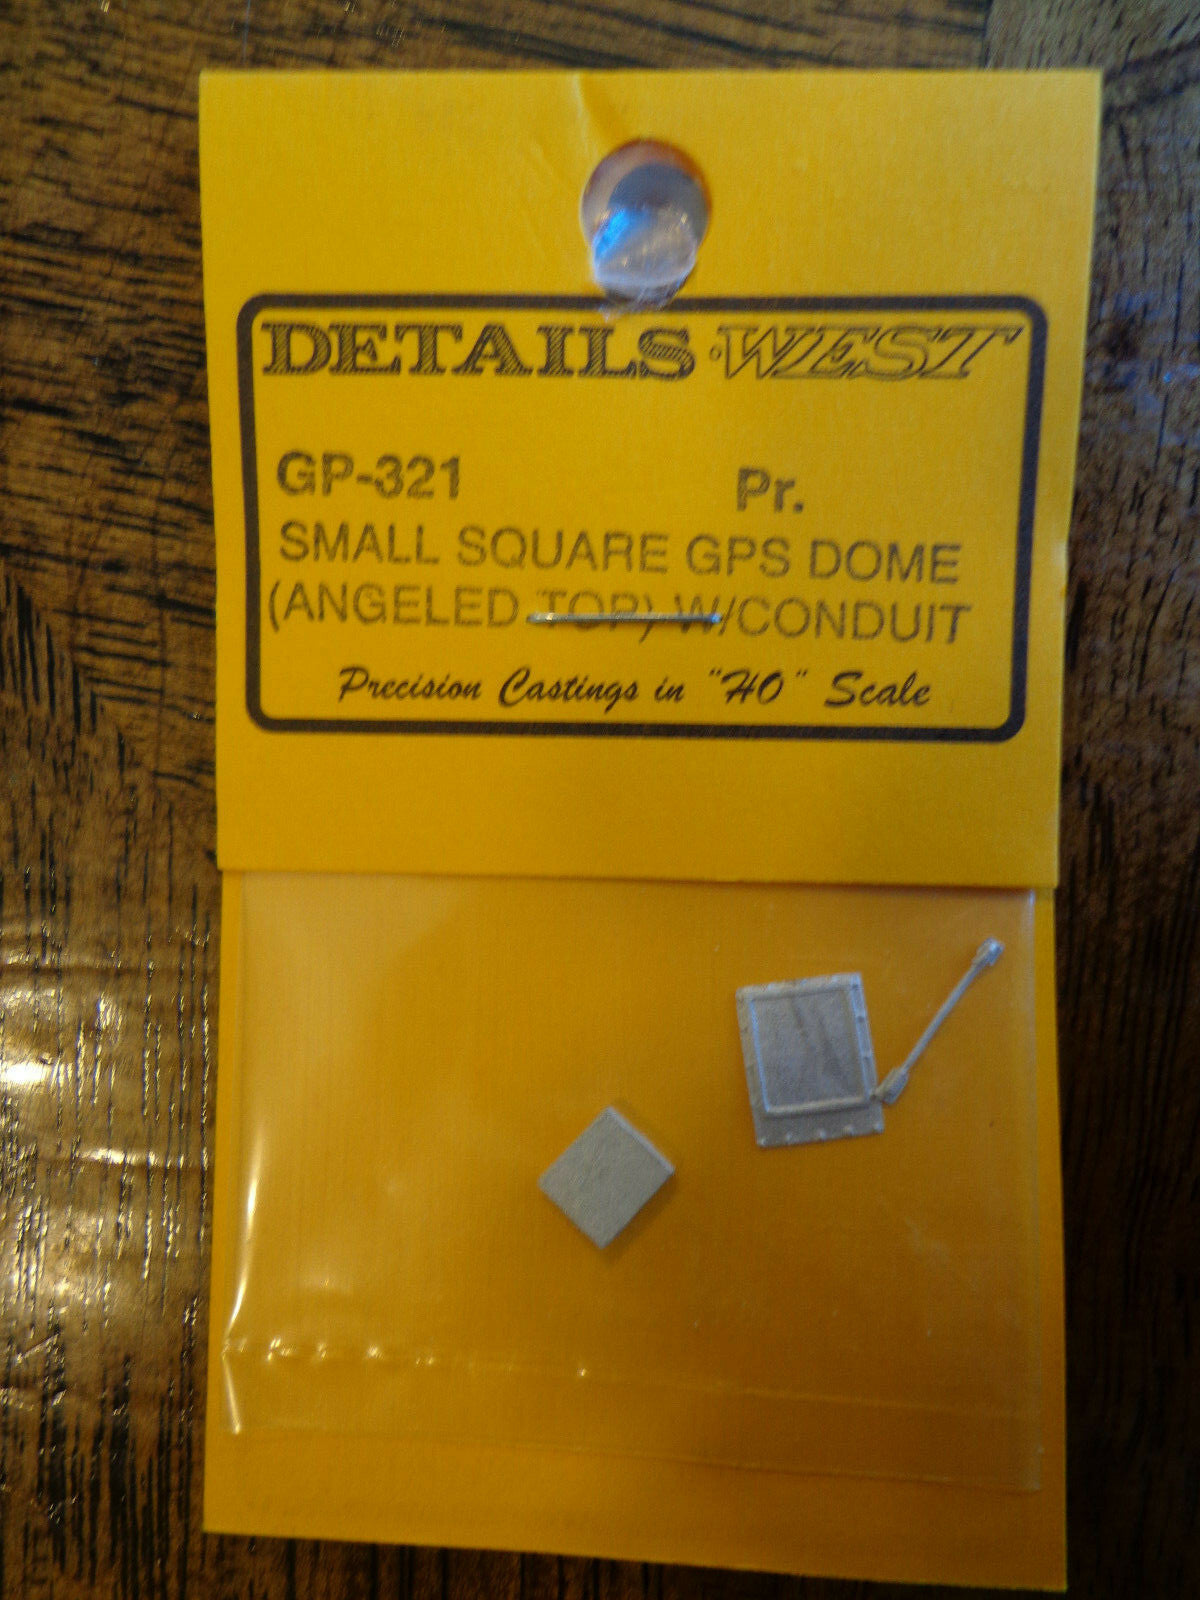 DETAILS WEST
GP-321 Pr.
SMALL SQUARE GPS DOME
(ANGELED TOP) W/CONDUIT
Precision Castings in "HO" Scale